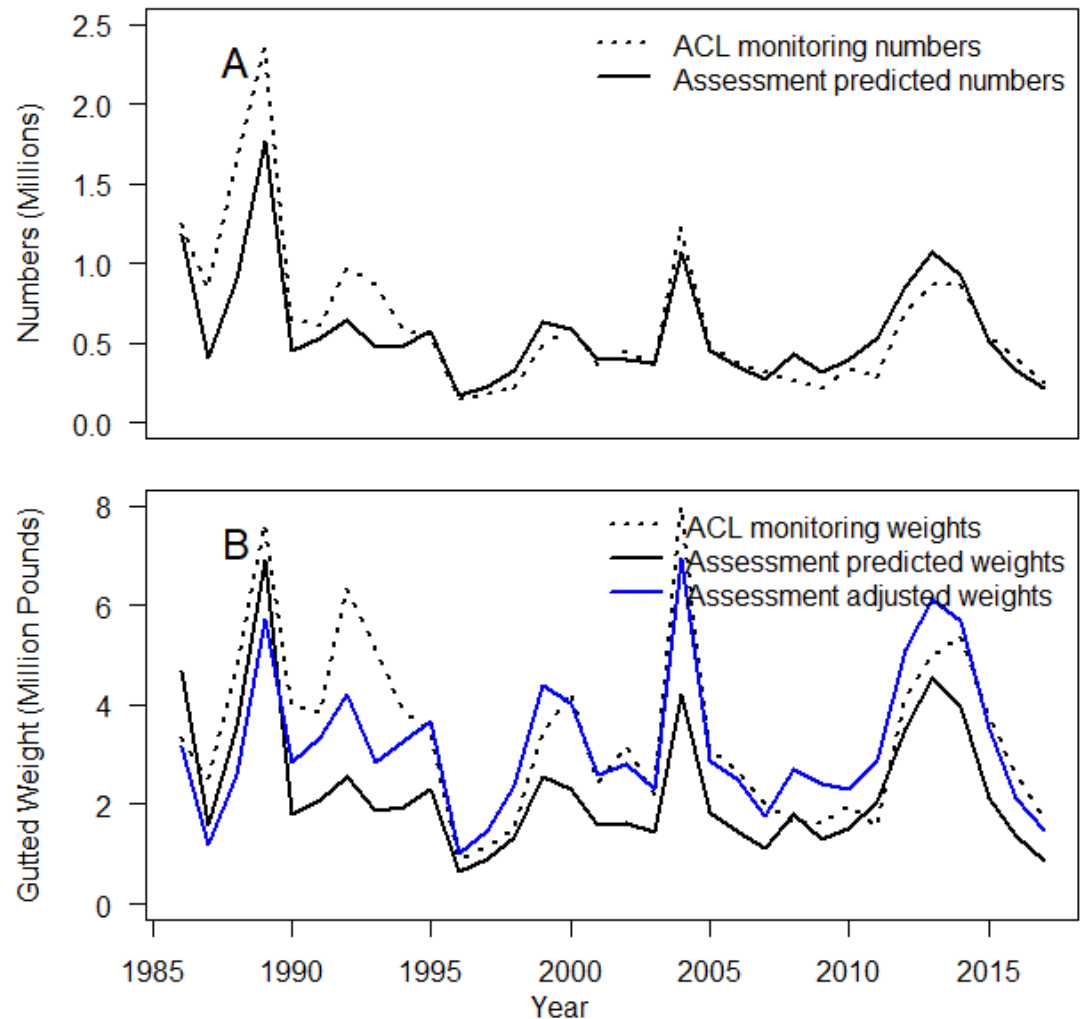 A
ACL monitoring numbers
Assessment predicted numbers
Numbers (Millions)
2.5
2.0
1.5
1.0
0.5
0.0
B
ACL monitoring weights
Assessment predicted weights
Assessment adjusted weights
Gutted Weight (Million Pounds)
8
6
4
2
0
1985 1990 1995 2000 2005 2010 2015
Year